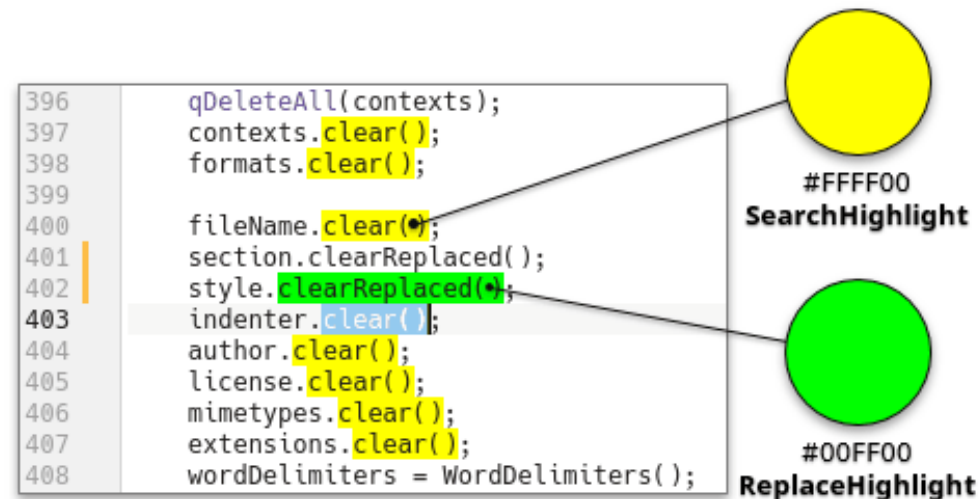 396 qDeleteAll(contexts);
397 contexts.clear();
398 formats.clear();
399
400 fileName.clear();
401 section.clearReplaced();
402 style.clearReplaced();
403 indenter.clear();
404 author.clear();
405 license.clear();
406 mimetypes.clear();
407 extensions.clear();
408 wordDelimiters = WordDelimiters();
#FFFF00
SearchHighlight
#00FF00
ReplaceHighlight